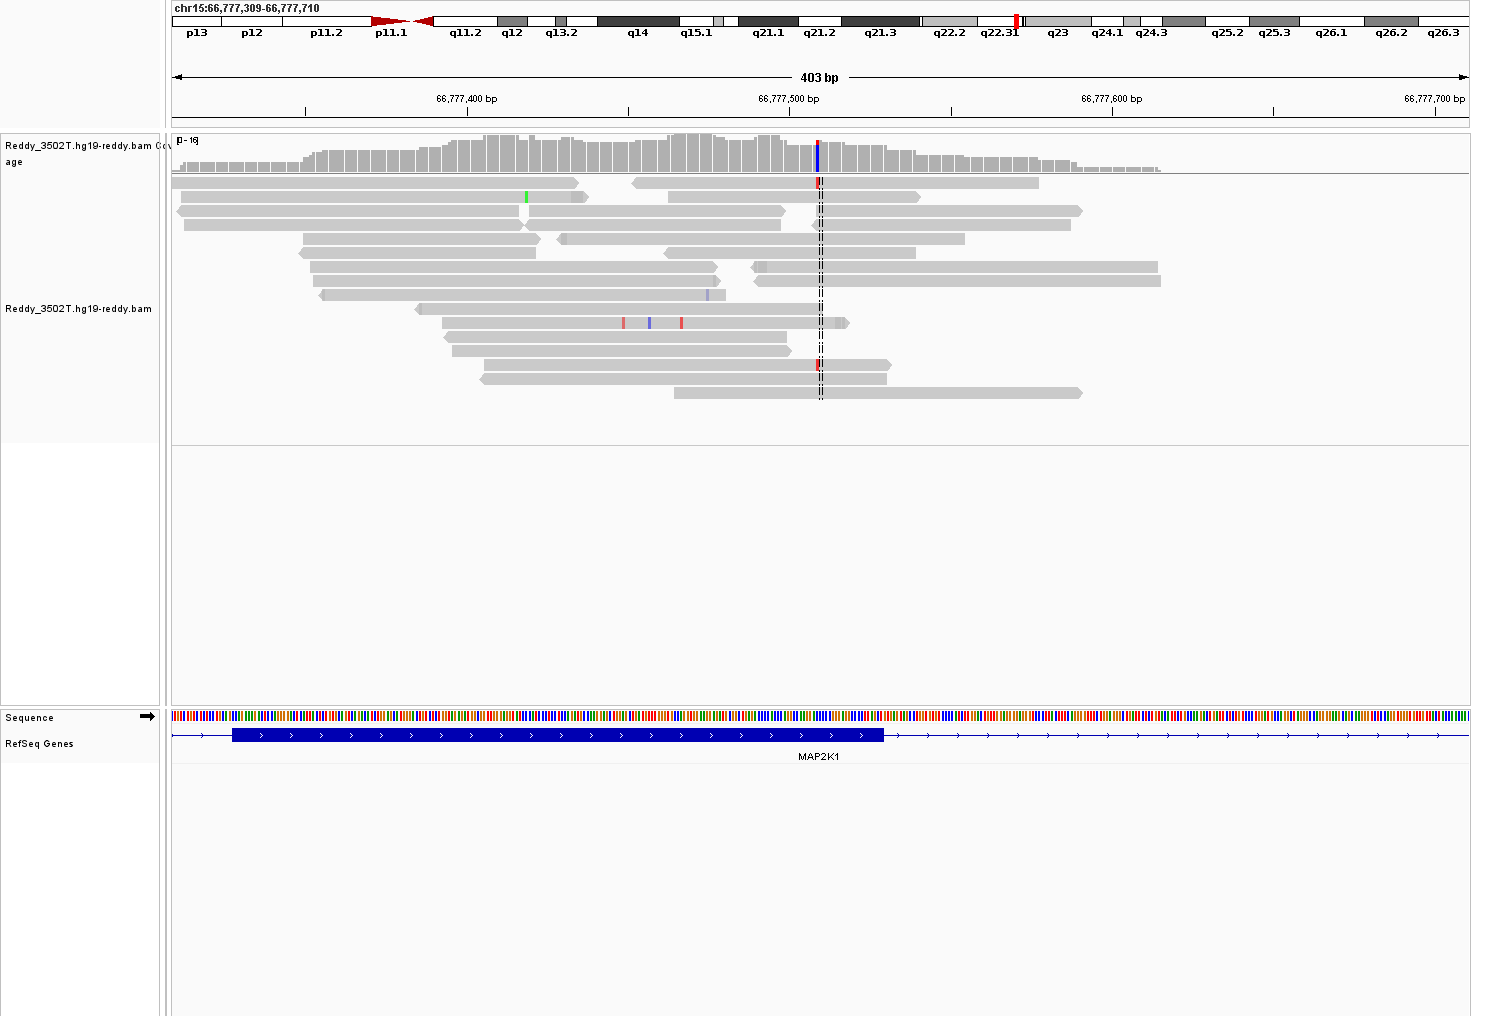 chr15:66,777,309-66,777,710
p13 p12 p11.2 p11.1 q11.2 q12 q13.2 q14 q15.1 q21.1 q21.2 q21.3 q22.2 q22.31 q23 q24.1 q24.3 q25.2 q25.3 q26.1 q26.2 q26.3
403 bp
66,777,400 bp 66,777,500 bp 66,777,600 bp 66,777,700 bp
Reddy_3502T.hg19-reddy.bam Cov
age
[0 - 16]
Reddy_3502T.hg19-reddy.bam
Sequence
RefSeq Genes
MAP2K1